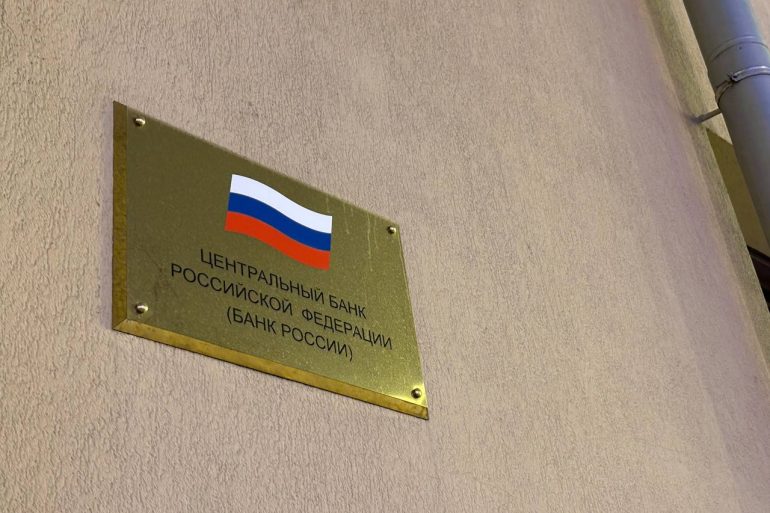 ЦЕНТРАЛЬНЫЙ БАНК
РОССИЙСКОЙ ФЕДЕРАЦИИ
(БАНК РОССИИ)